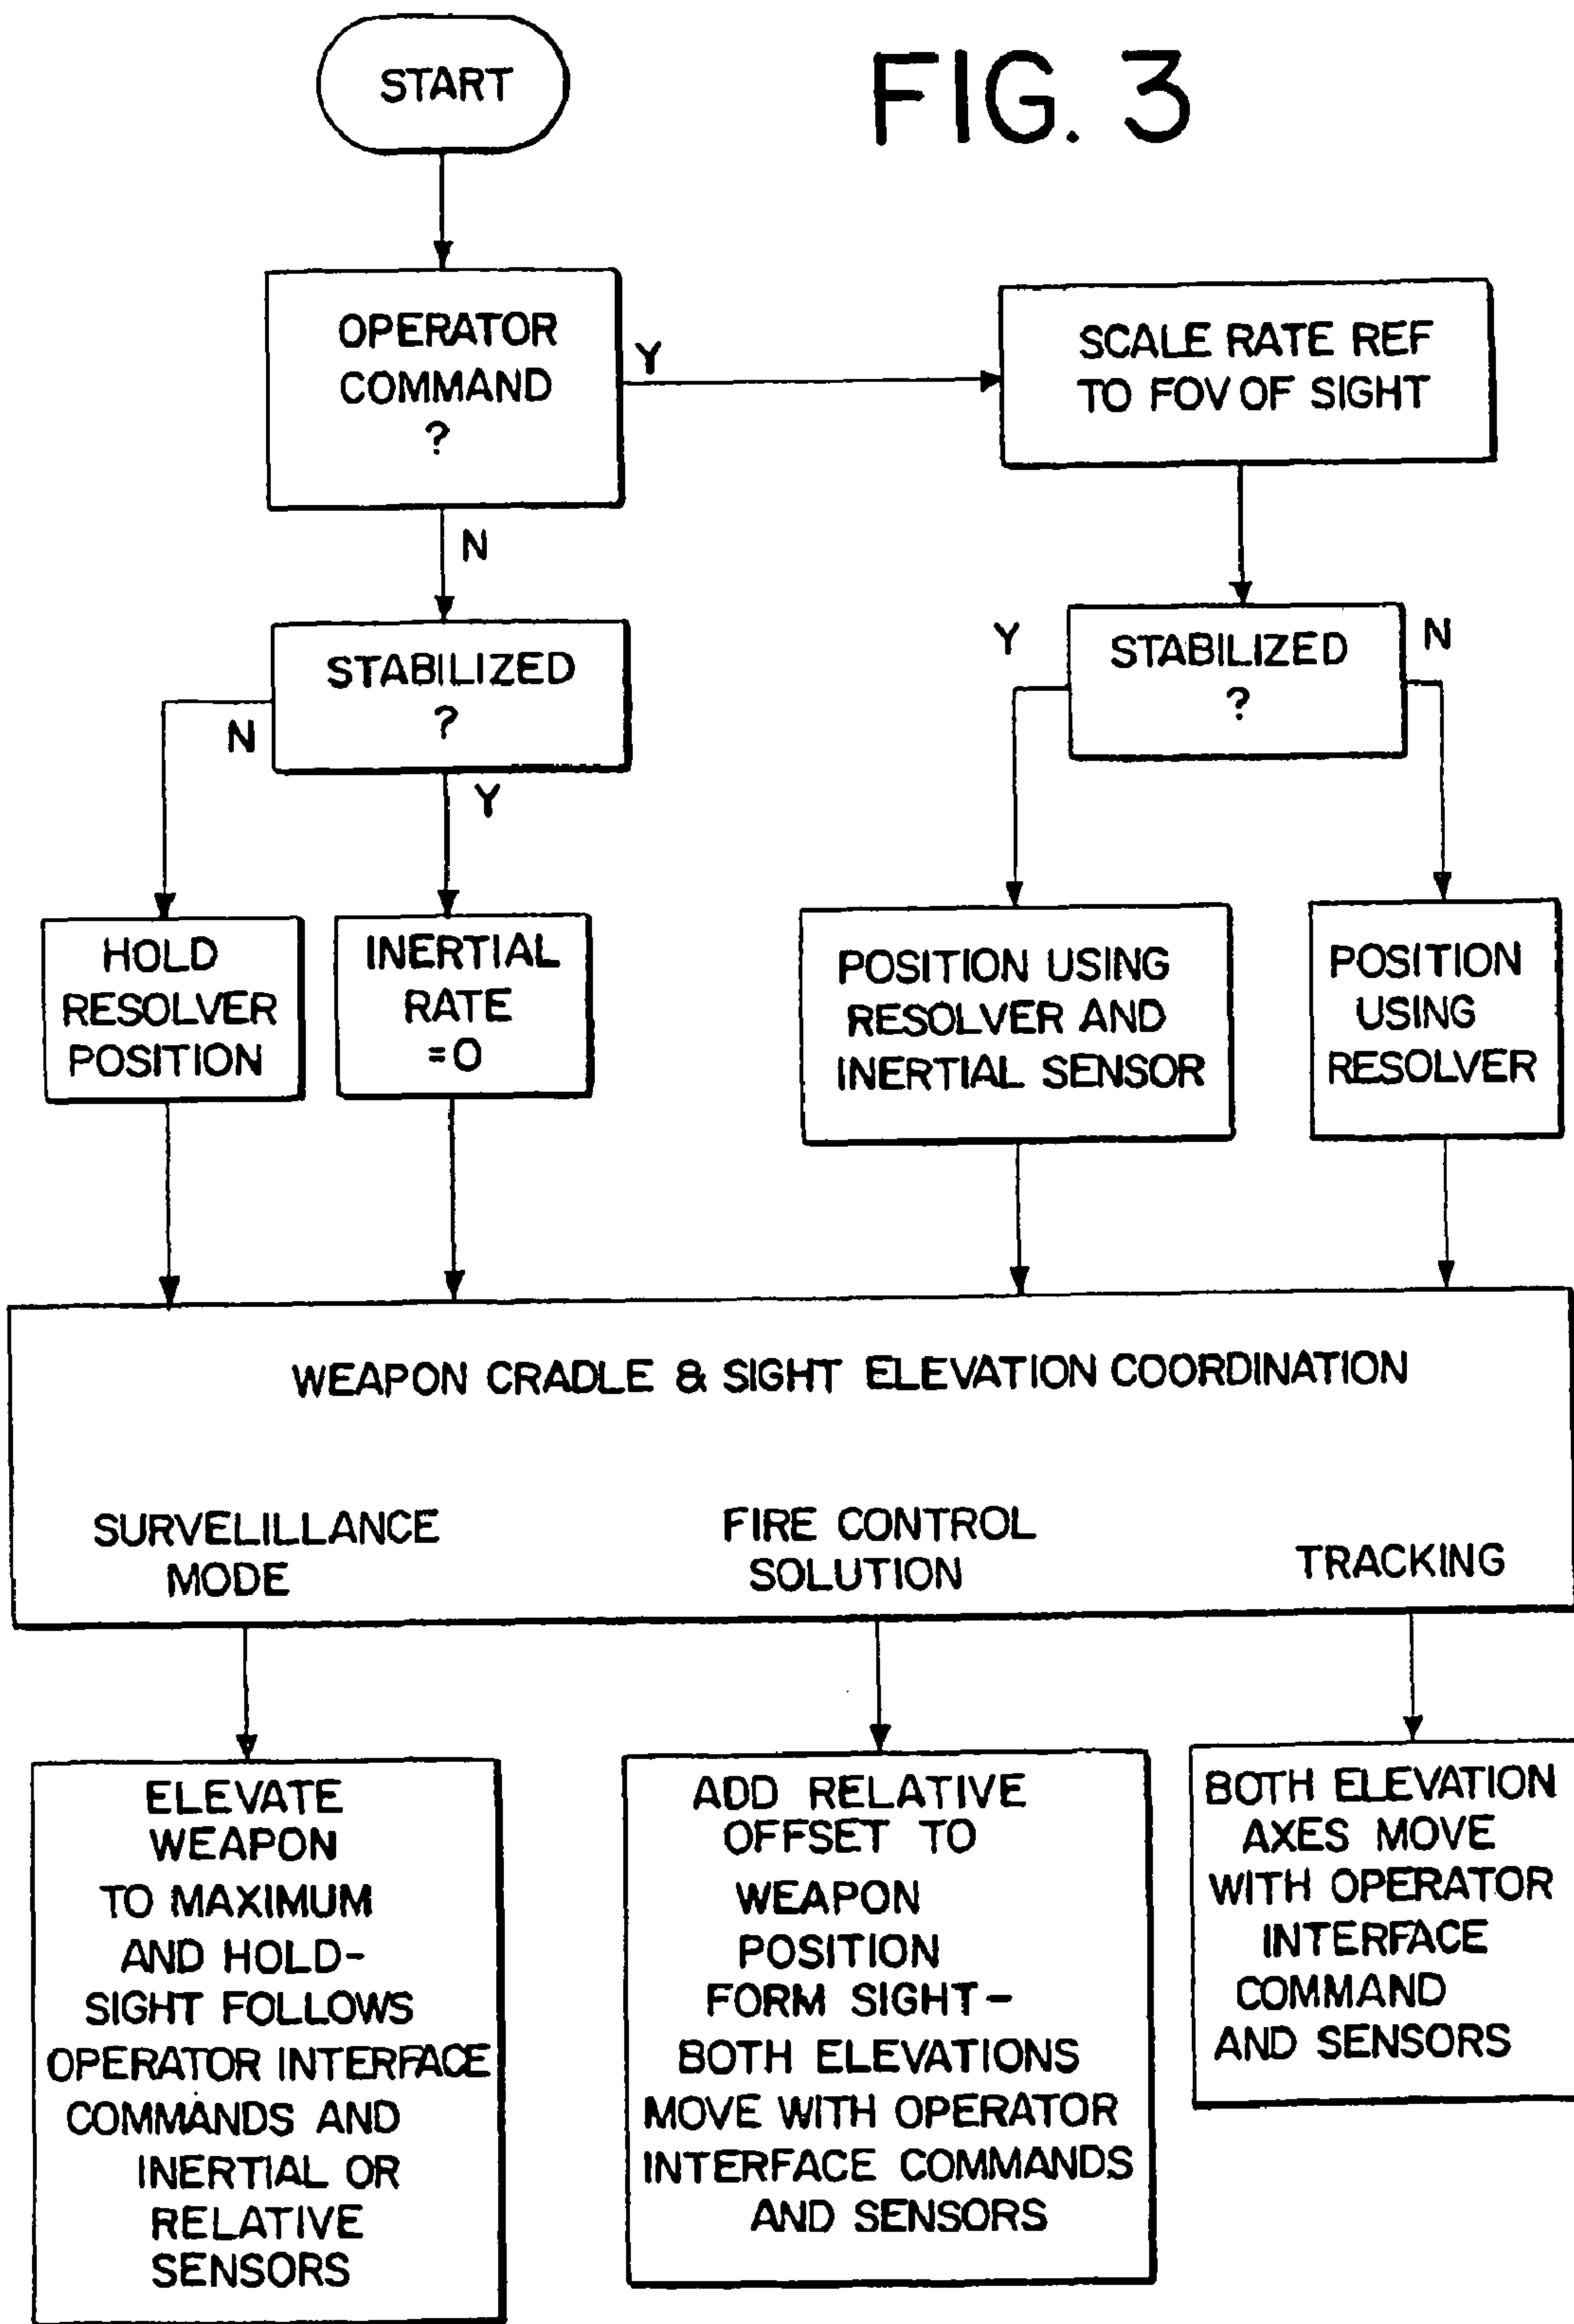 START
FIG. 3
OPERATOR
COMMAND
?
Y
SCALE RATE REF
TO FOV OF SIGHT
N
STABILIZED
?
N
Y
Y
STABILIZED
?
N
HOLD
RESOLVER
POSITION
INERTIAL
RATE
=0
POSITION USING
RESOLVER AND
INERTIAL SENSOR
POSITION
USING
RESOLVER
WEAPON CRADLE & SIGHT ELEVATION COORDINATION
SURVELILLANCE
MODE
FIRE CONTROL
SOLUTION
TRACKING
ELEVATE
WEAPON
TO MAXIMUM
AND HOLD-
SIGHT FOLLOWS
OPERATOR INTERFACE
COMMANDS AND
INERTIAL OR
RELATIVE
SENSORS
ADD RELATIVE
OFFSET TO
WEAPON
POSITION
FORM SIGHT-
BOTH ELEVATIONS
MOVE WITH OPERATOR
INTERFACE COMMANDS
AND SENSORS
BOTH ELEVATION
AXES MOVE
WITH OPERATOR
INTERFACE
COMMAND
AND SENSORS